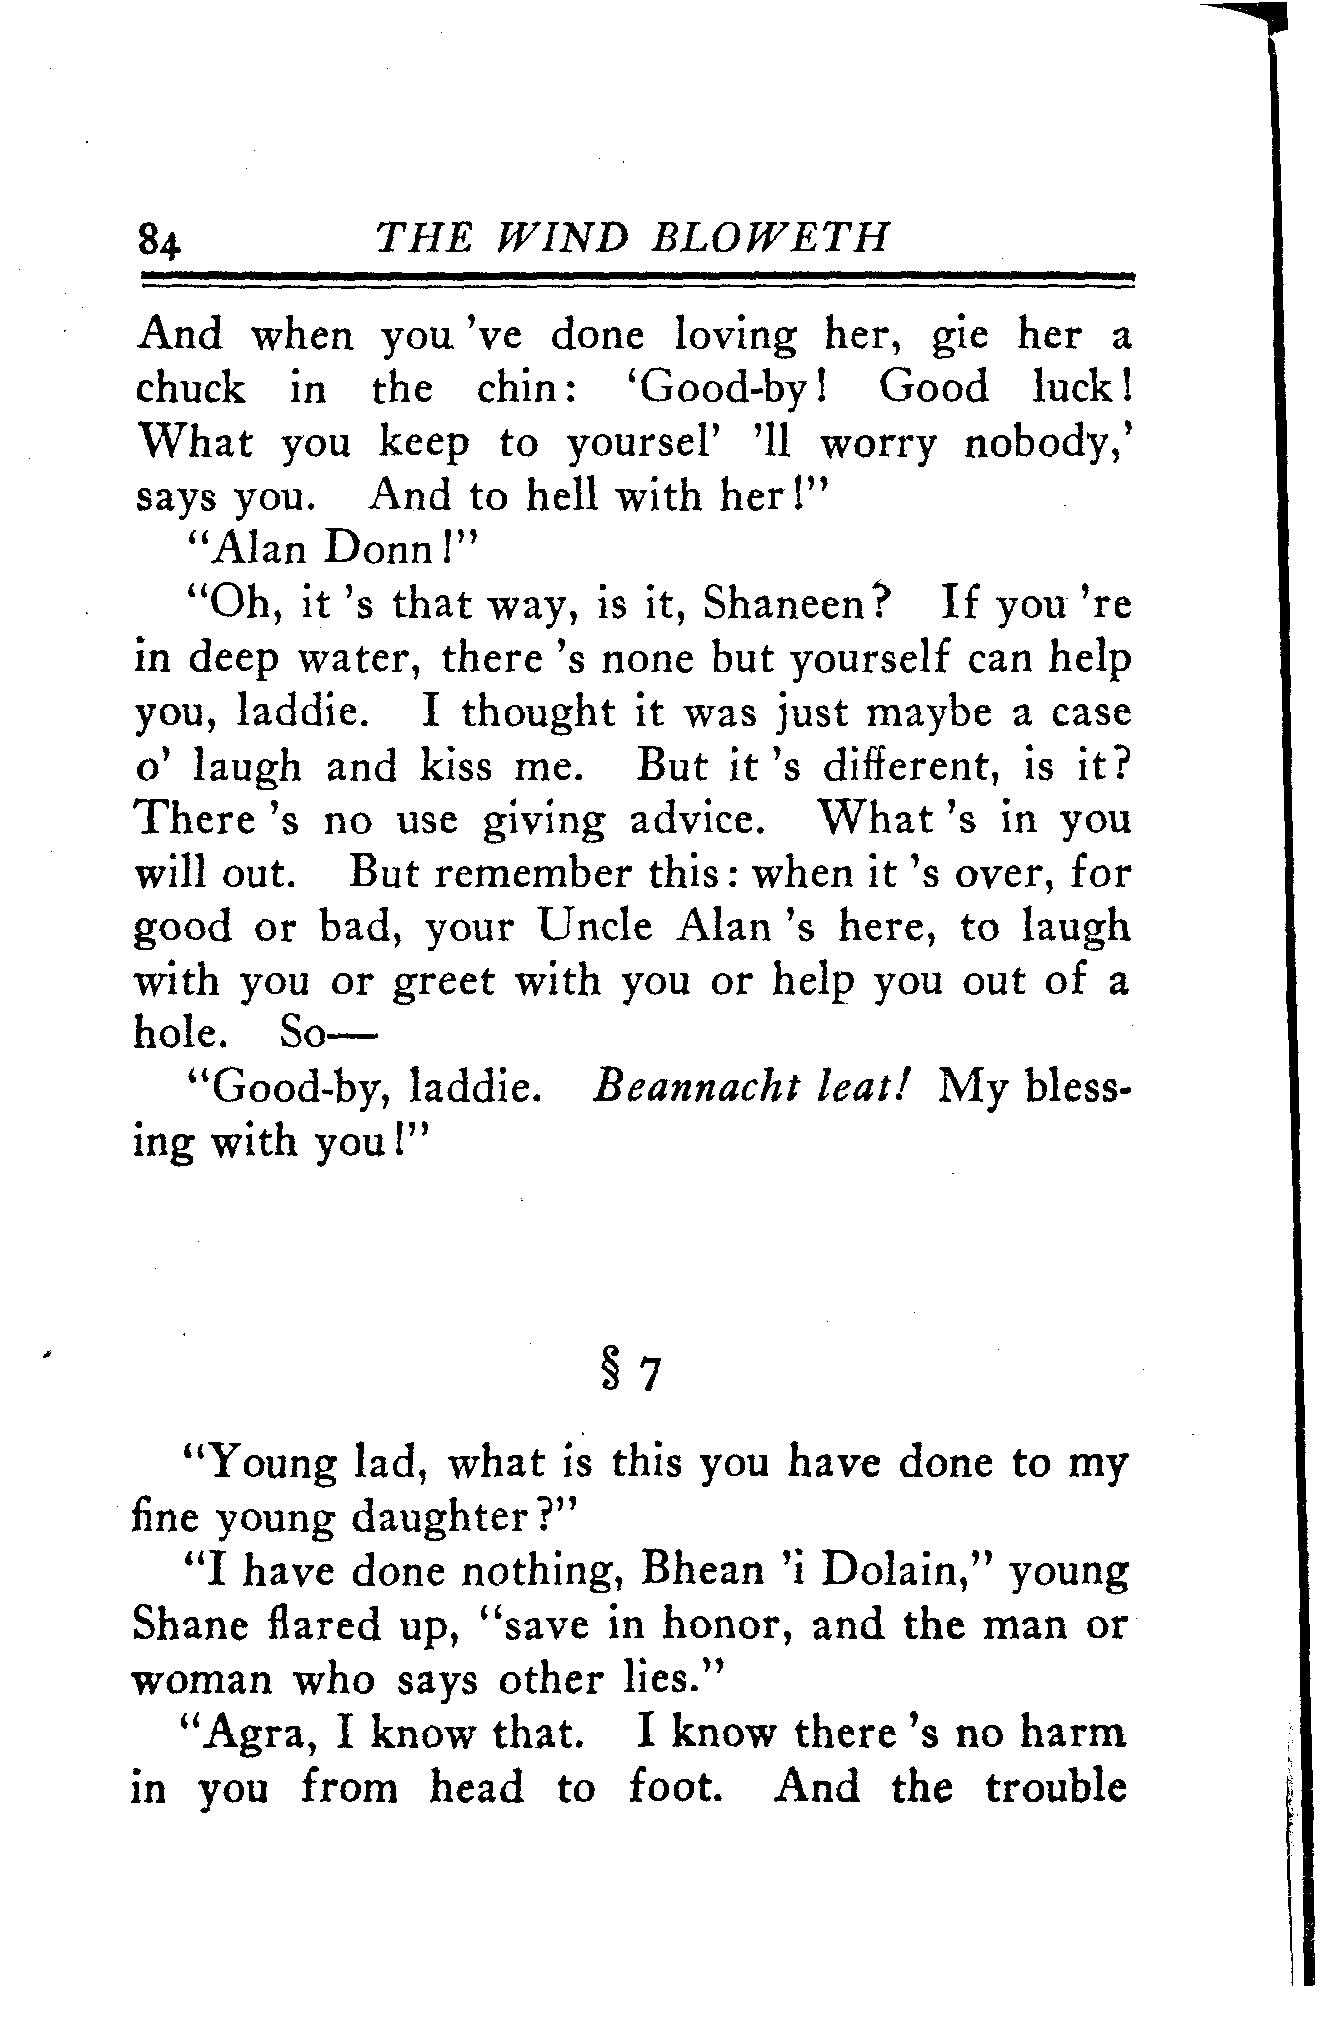 84 THE WIND BLOWETH
And when you 've done loving her, gie her a
chuck in the chin: 'Good-by! Good luck!
What you keep to yoursel' 'll worry nobody,'
says you. And to hell with her!"
"Alan Donn!"
"Oh, it 's that way, is it, Shaneen? If you 're
in deep water, there 's none but yourself can help
you, laddie. I thought it was just maybe a case
o' laugh and kiss me. But it 's different, is it?
There 's no use giving advice. What 's in you
will out. But remember this: when it 's over, for
good or bad, your Uncle Alan 's here, to laugh
with you or greet with you or help you out of a
hole. So—
"Good-by, laddie. Beannacht leat! My bless-
ing with you!"
§ 7
"Young lad, what is this you have done to my
fine young daughter?"
"I have done nothing, Bhean 'i Dolain," young
Shane flared up, "save in honor, and the man or
woman who says other lies."
"Agra, I know that. I know there 's no harm
in you from head to foot. And the trouble